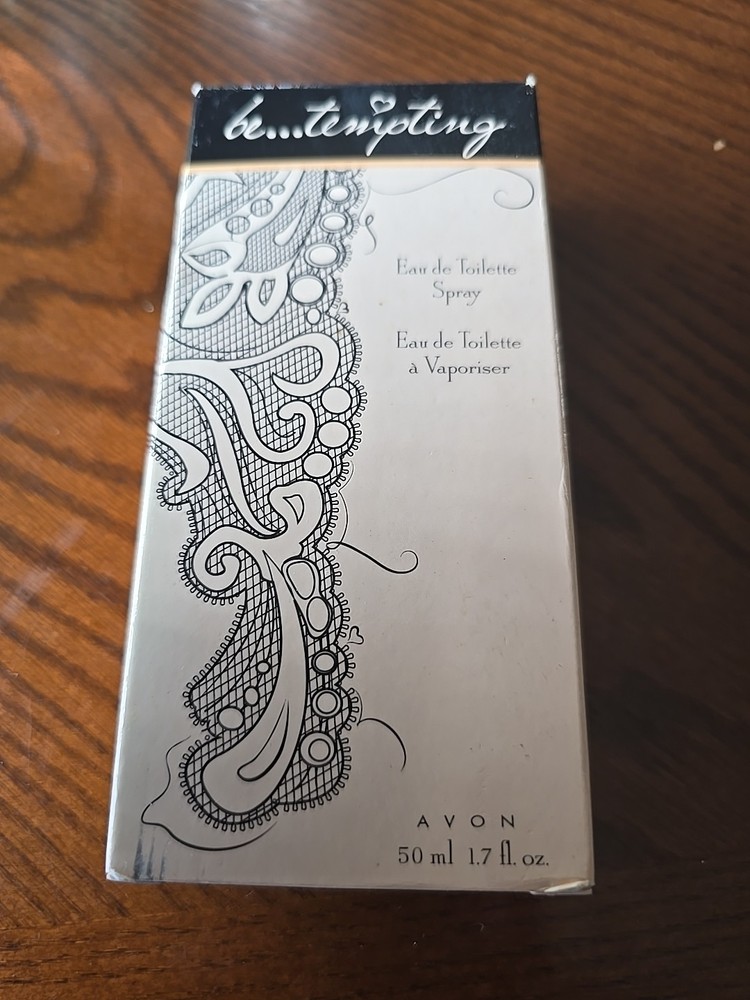 be...tempting
Eau de Toilette
Spray
Eau de Toilette
à Vaporiser
AVON
50 ml 1.7 fl. oz.